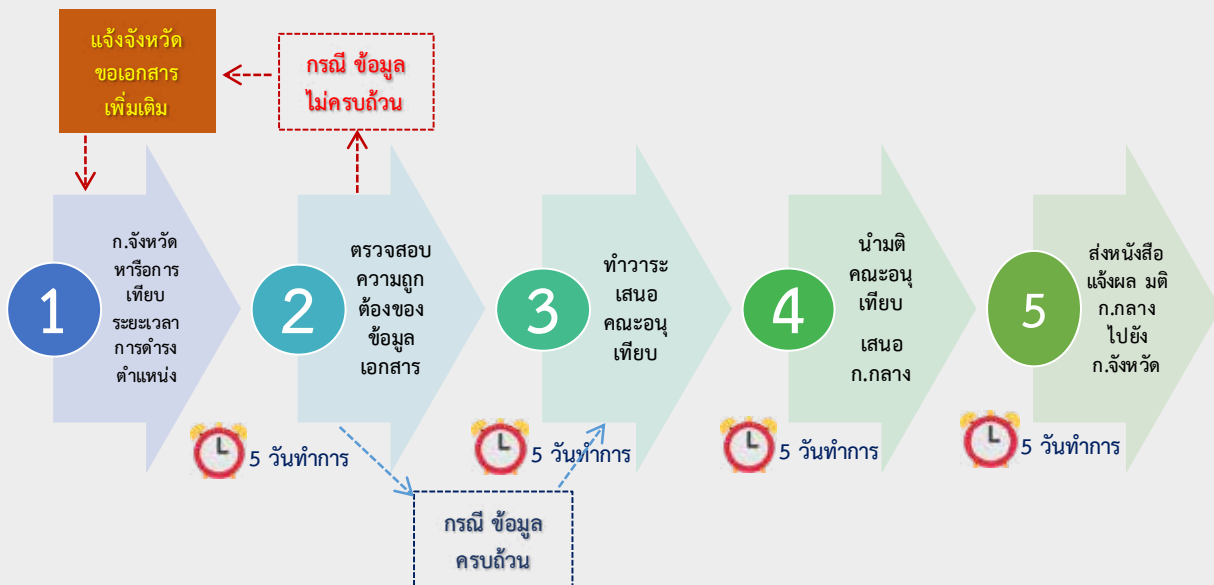 แจ้งจังหวัด
ขอเอกสาร
เพิ่มเติม
กรณี ข้อมูล
ไม่ครบถ้วน
1
ก.จังหวัด
หารือการ
เทียบ
ระยะเวลา
การดำรง
ตำแหน่ง
2
ตรวจสอบ
ความถูก
ต้องของ
ข้อมูล
เอกสาร
3
ทำวาระ
เสนอ
คณะอนุ
เทียบ
4
นำมติ
คณะอนุ
เทียบ
เสนอ
ก.กลาง
5
ส่งหนังสือ
แจ้งผล มติ
ก.กลาง
ไปยัง
ก.จังหวัด
5 วันทำการ
5 วันทำการ
5 วันทำการ
5 วันทำการ
กรณี ข้อมูล
ครบถ้วน